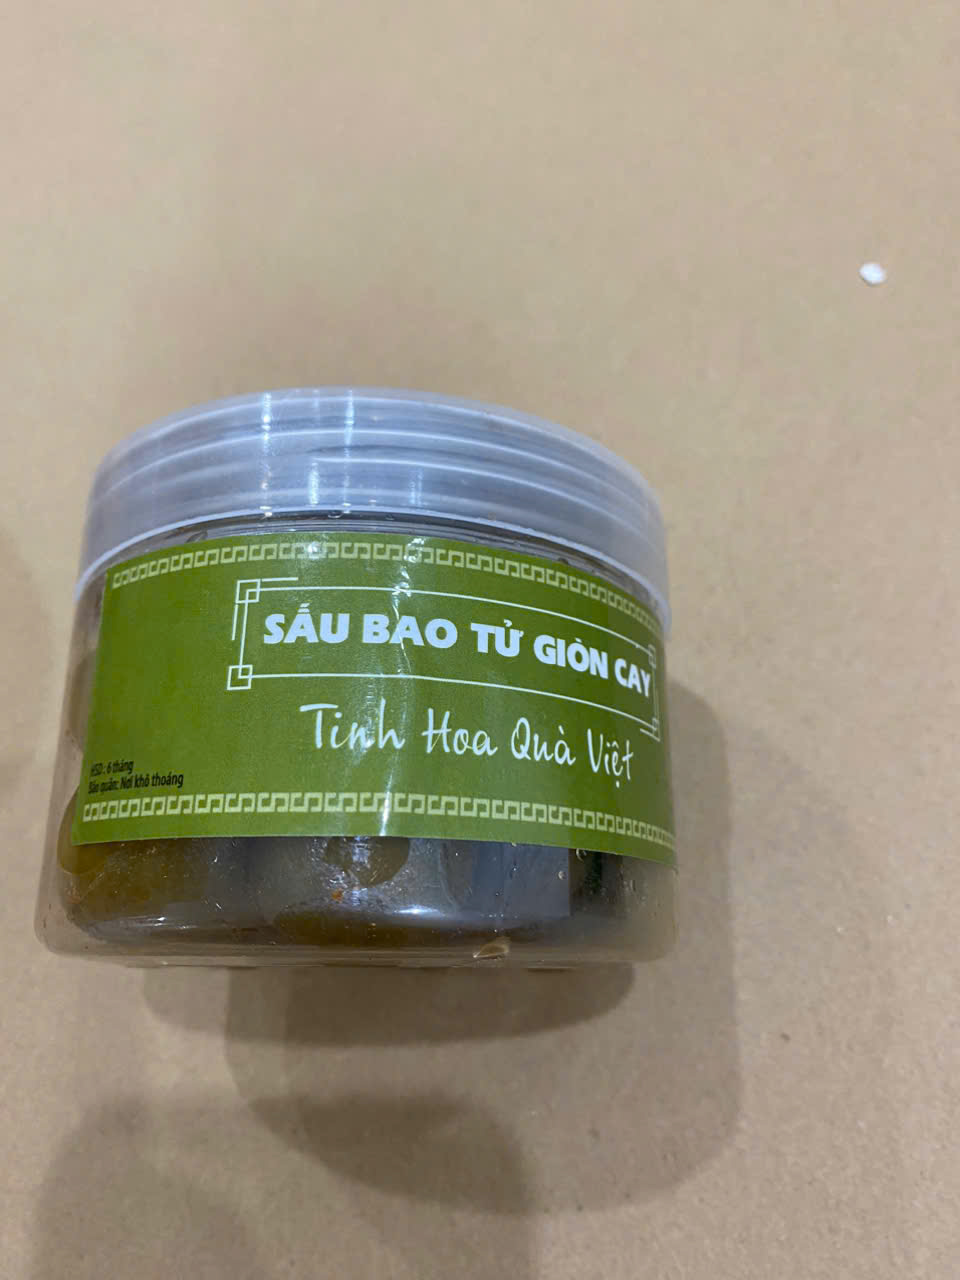 SẤU BAO TỬ GIÒN CAY
Tinh Hoa Quà Việt
HSD : 6 tháng
Bảo quản: Nơi khô thoáng